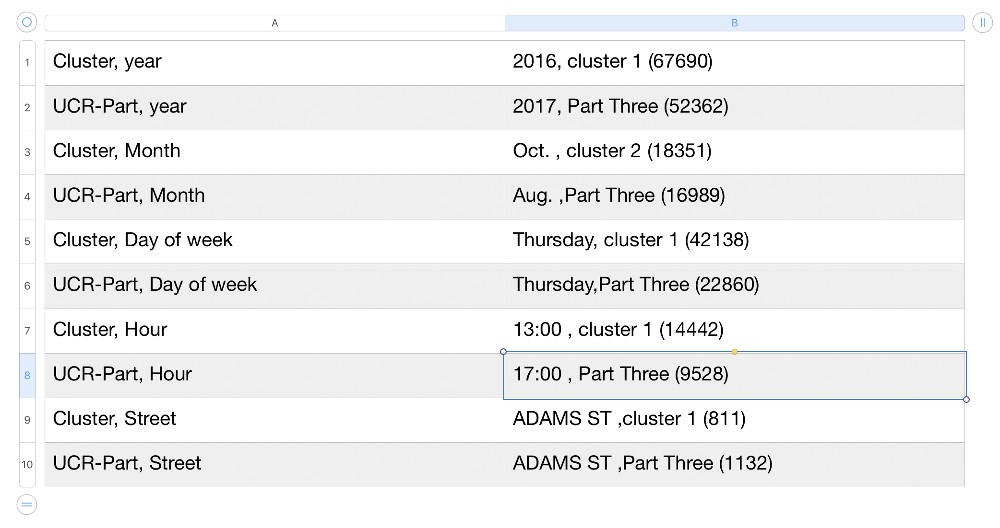 A B
1 Cluster, year 2016, cluster 1 (67690)
2 UCR-Part, year 2017, Part Three (52362)
3 Cluster, Month Oct. , cluster 2 (18351)
4 UCR-Part, Month Aug. ,Part Three (16989)
5 Cluster, Day of week Thursday, cluster 1 (42138)
6 UCR-Part, Day of week Thursday,Part Three (22860)
7 Cluster, Hour 13:00 , cluster 1 (14442)
8 UCR-Part, Hour 17:00 , Part Three (9528)
9 Cluster, Street ADAMS ST ,cluster 1 (811)
10 UCR-Part, Street ADAMS ST ,Part Three (1132)